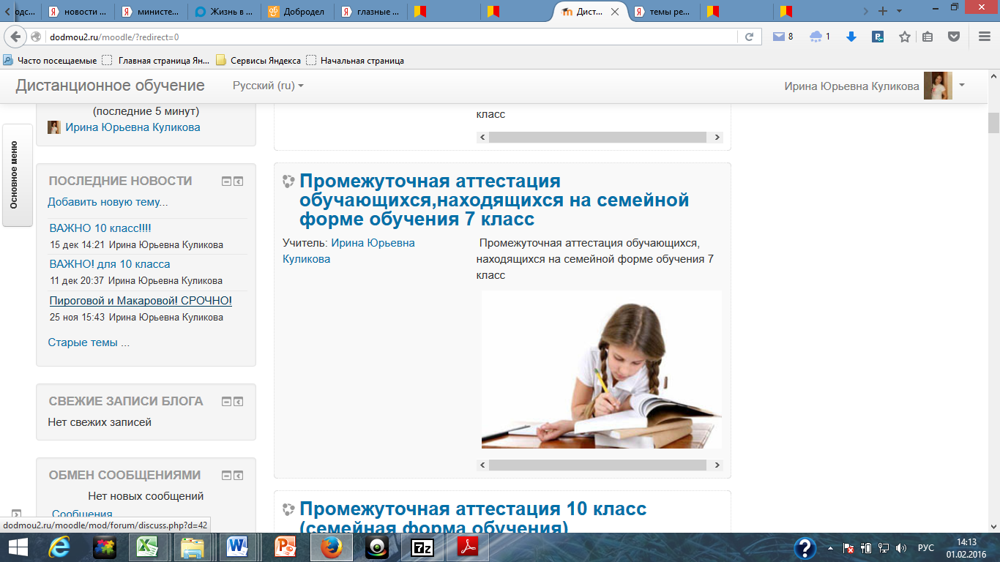 одс...
новости ...
министе...
Жизнь в ...
Добродел
глазные ...
Дист...
темы ре...
dodmou2.ru/moodle/?redirect=0
8
1
Часто посещаемые
Главная страница Ян...
Сервисы Яндекса
Начальная страница
Дистанционное обучение
Русский (ru)
Ирина Юрьевна Куликова
Основное меню
(последние 5 минут)
Ирина Юрьевна Куликова
ПОСЛЕДНИЕ НОВОСТИ
Добавить новую тему...
ВАЖНО 10 класс!!!!
15 дек 14:21 Ирина Юрьевна Куликова
ВАЖНО! для 10 класса
11 дек 20:37 Ирина Юрьевна Куликова
Пироговой и Макаровой! СРОЧНО!
25 ноя 15:43 Ирина Юрьевна Куликова
Старые темы ...
СВЕЖИЕ ЗАПИСИ БЛОГА
Нет свежих записей
ОБМЕН СООБЩЕНИЯМИ
Нет новых сообщений
Сообщения
класс
Промежуточная аттестация
обучающихся,находящихся на семейной
форме обучения 7 класс
Учитель: Ирина Юрьевна
Куликова
Промежуточная аттестация обучающихся,
находящихся на семейной форме обучения 7
класс
Промежуточная аттестация 10 класс
(семейная форма обучения)
dodmou2.ru/moodle/mod/forum/discuss.php?d=42
7z
РУС
14:13
01.02.2016